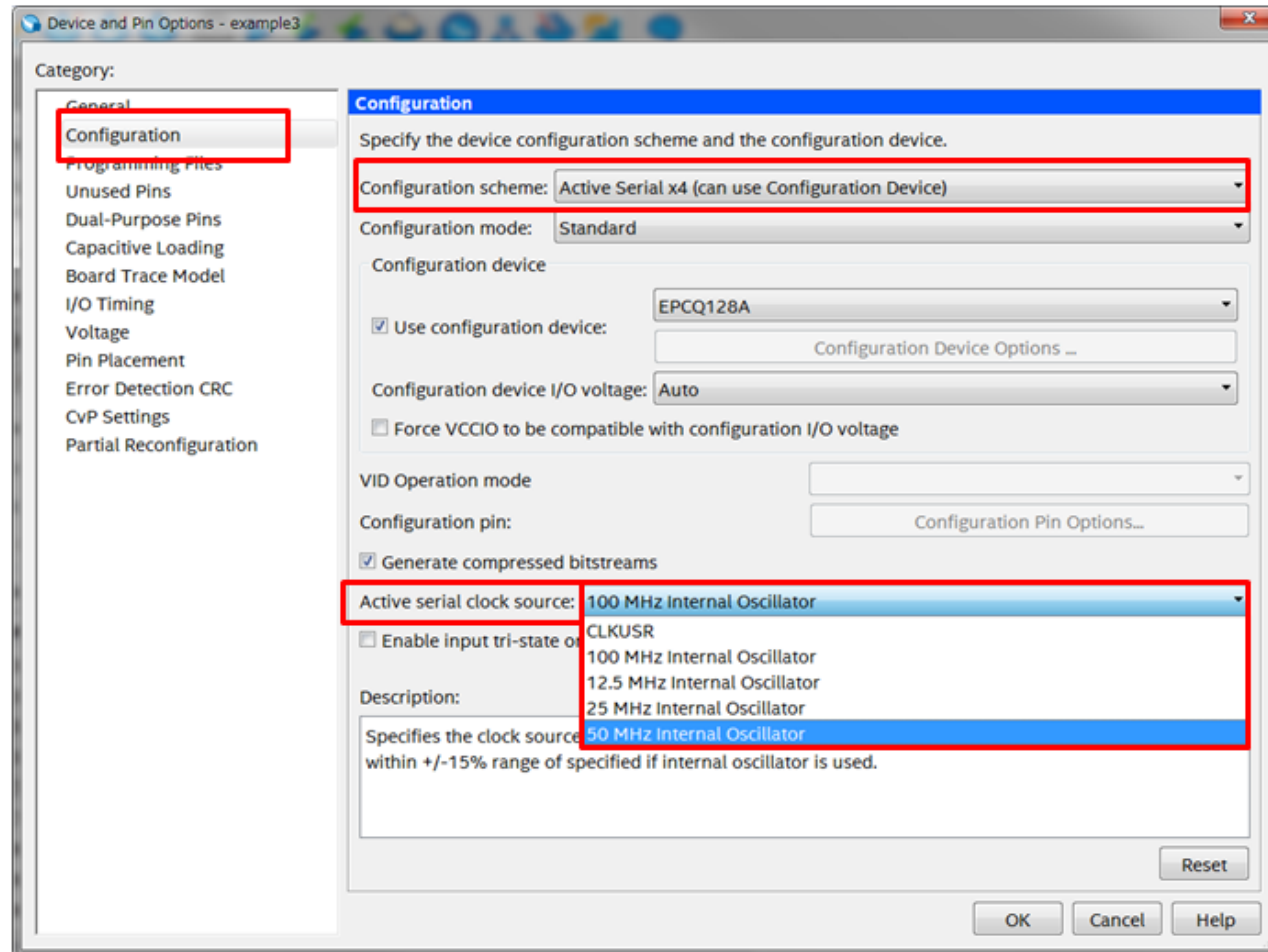 Device and Pin Options - example3
Category:
General
Configuration
Programming Files
Unused Pins
Dual-Purpose Pins
Capacitive Loading
Board Trace Model
I/O Timing
Voltage
Pin Placement
Error Detection CRC
CvP Settings
Partial Reconfiguration
Configuration
Specify the device configuration scheme and the configuration device.
Configuration scheme: Active Serial x4 (can use Configuration Device)
Configuration mode: Standard
Configuration device
EPCQ128A
Use configuration device:
Configuration Device Options ...
Configuration device I/O voltage: Auto
Force VCCIO to be compatible with configuration I/O voltage
VID Operation mode
Configuration pin: Configuration Pin Options...
Generate compressed bitstreams
Active serial clock source: 100 MHz Internal Oscillator
CLKUSR
Enable input tri-state
100 MHz Internal Oscillator
12.5 MHz Internal Oscillator
Description:
25 MHz Internal Oscillator
Specifies the clock source 50 MHz Internal Oscillator
within +/-15% range of specified if internal oscillator is used.
Reset
OK Cancel Help